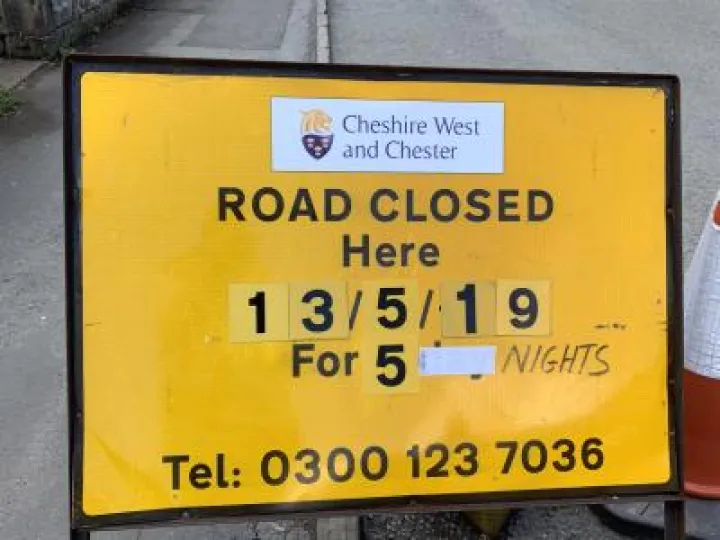 Cheshire West
and Chester
ROAD CLOSED
Here
13/5/19
For 5 NIGHTS
Tel: 0300 123 7036